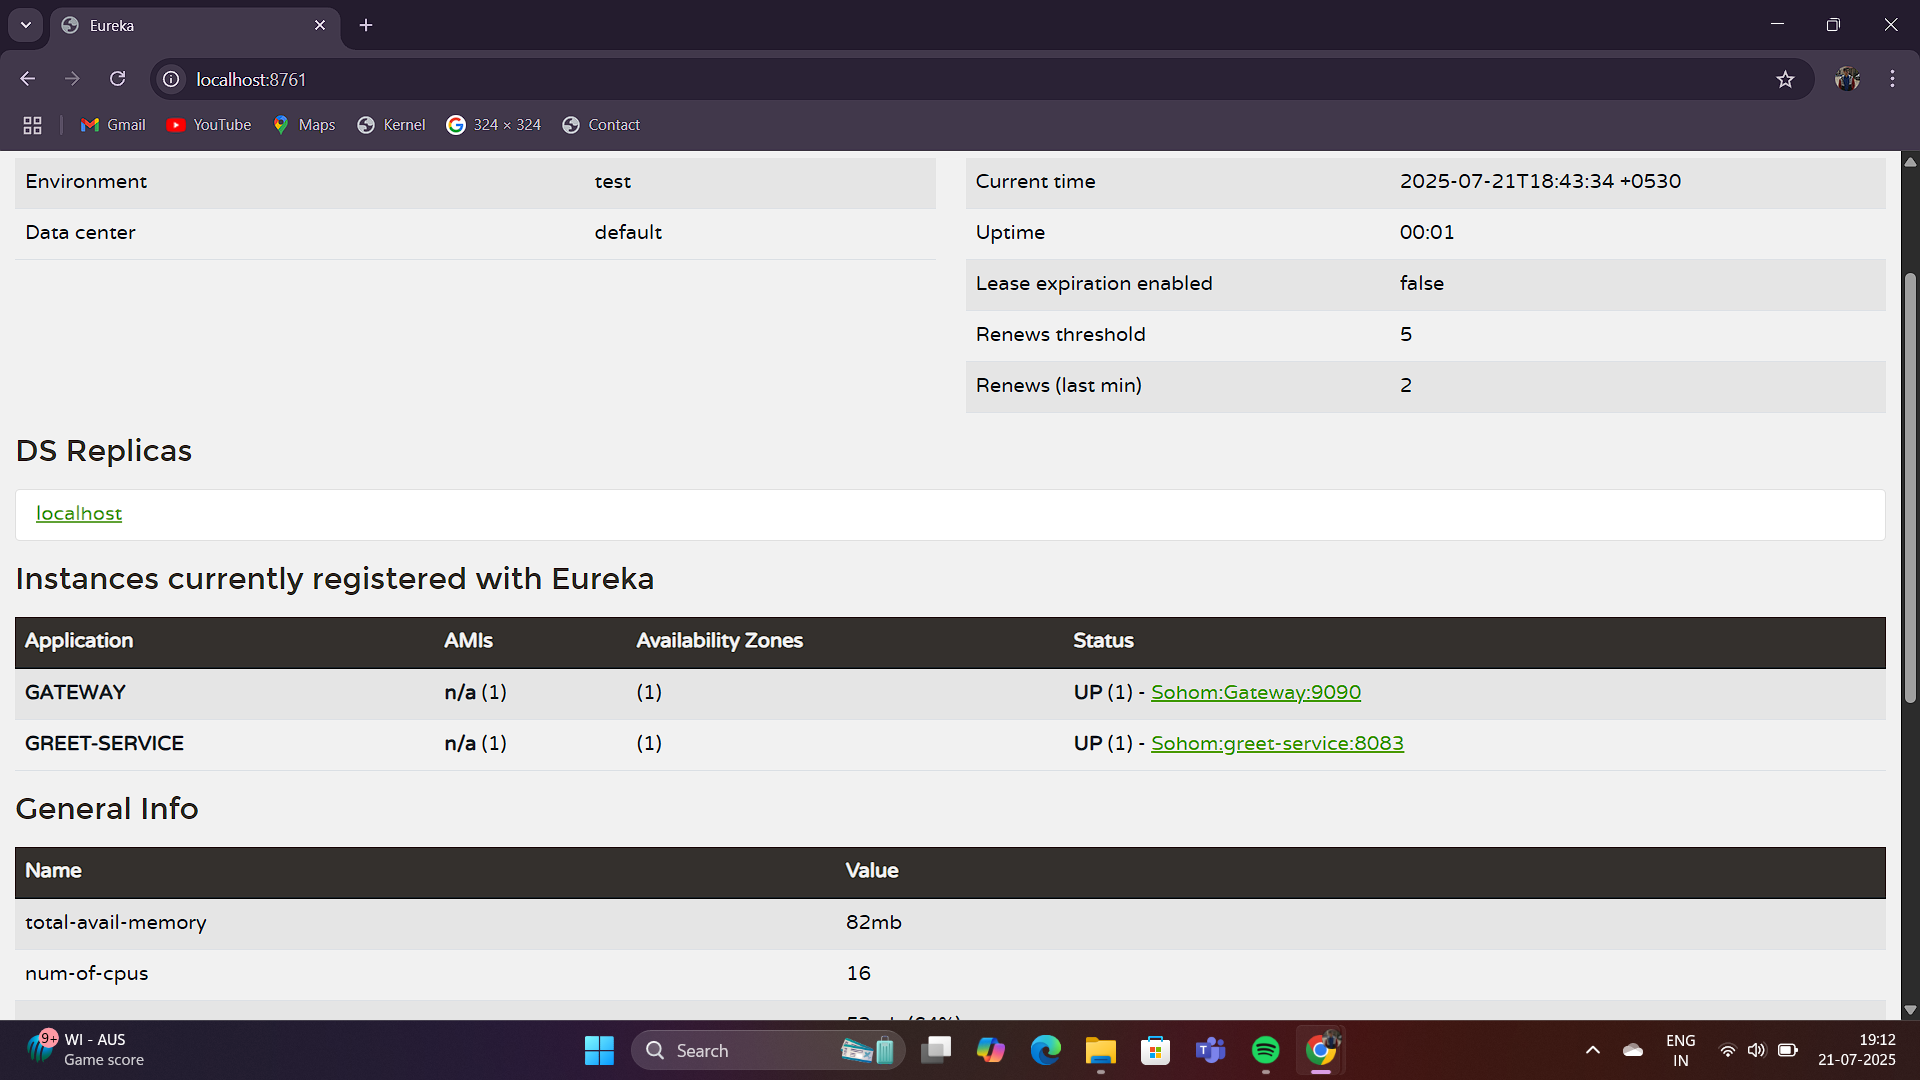 Eureka
localhost:8761
Gmail YouTube Maps Kernel 324 × 324 Contact
Environment test
Data center default
Current time 2025-07-21T18:43:34 +0530
Uptime 00:01
Lease expiration enabled false
Renews threshold 5
Renews (last min) 2
DS Replicas
localhost
Instances currently registered with Eureka
Application AMIs Availability Zones Status
GATEWAY n/a (1) (1) UP (1) - Sohom:Gateway:9090
GREET-SERVICE n/a (1) (1) UP (1) - Sohom:greet-service:8083
General Info
Name Value
total-avail-memory 82mb
num-of-cpus 16
9+ WI - AUS
Game score
Search
ENG
IN
19:12
21-07-2025